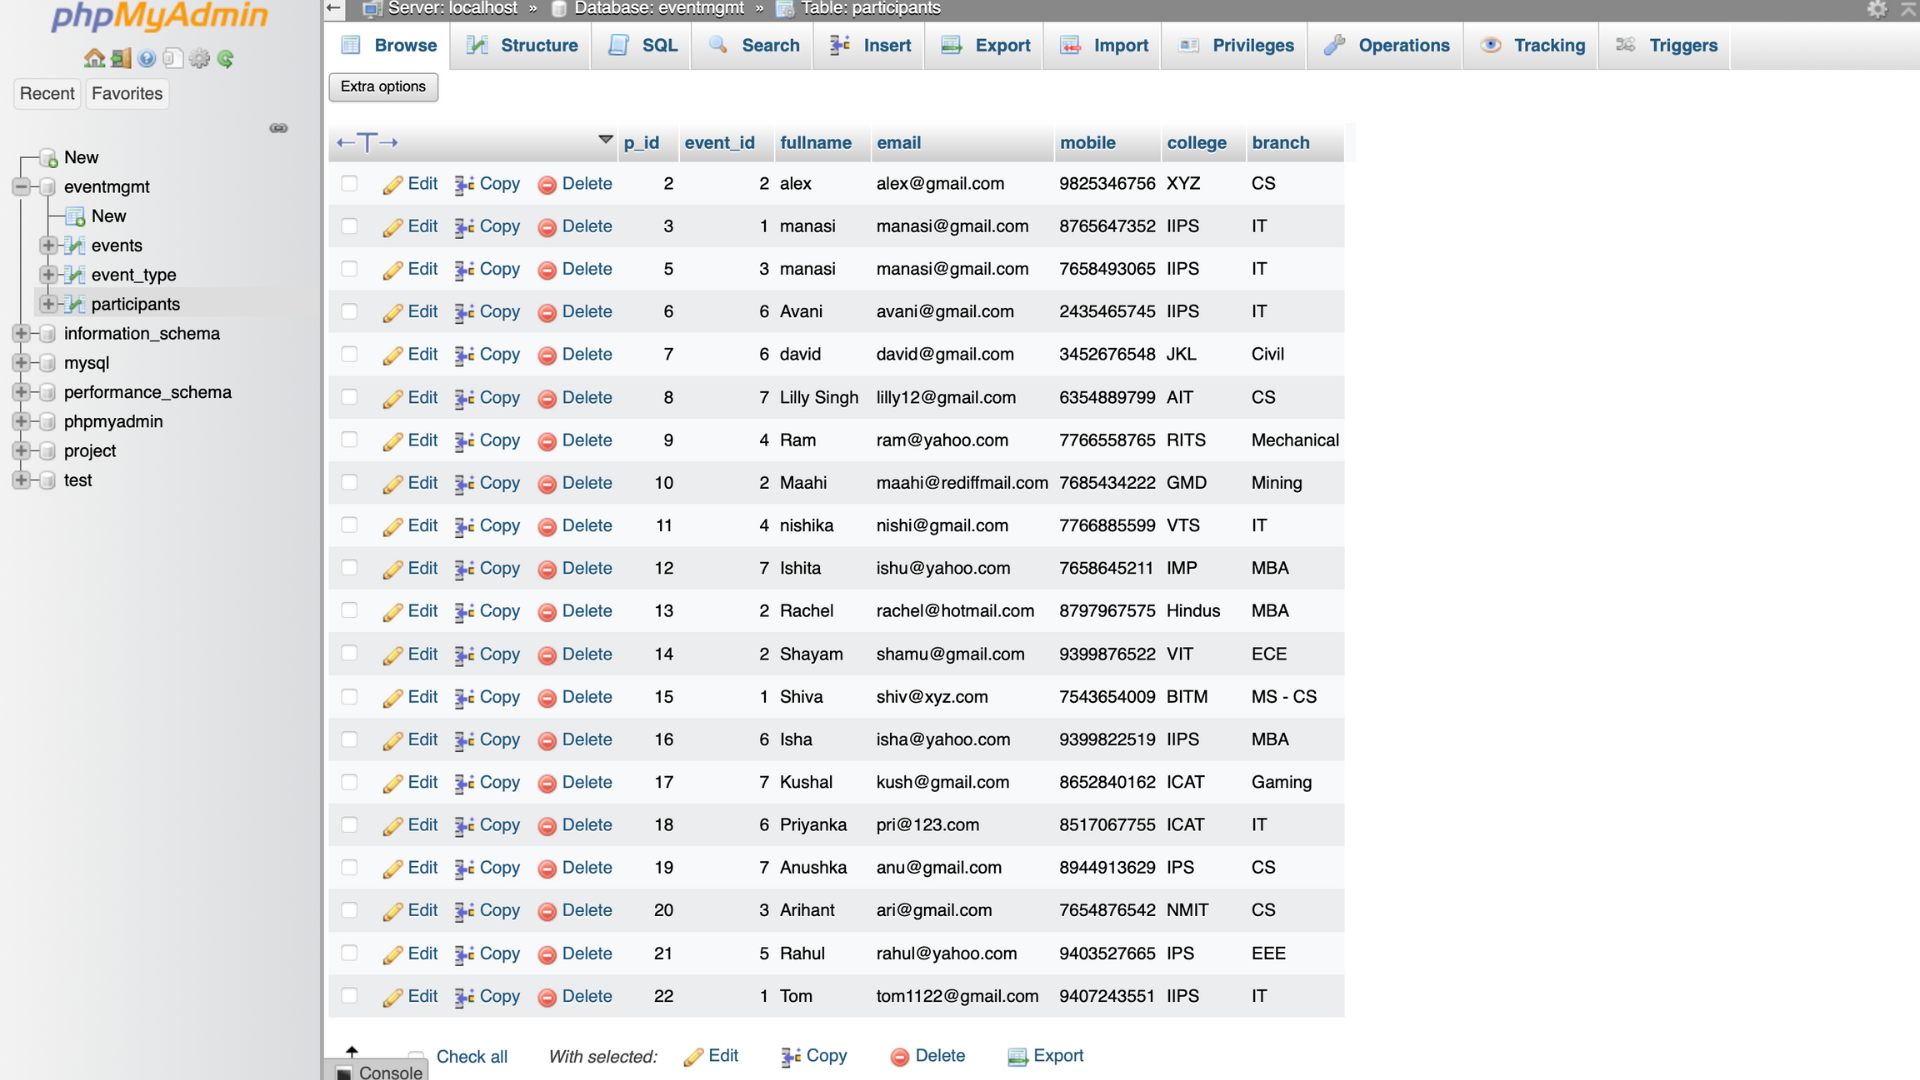 phpMyAdmin
Recent Favorites
New
eventmgmt
New
events
event_type
participants
information_schema
mysql
performance_schema
phpmyadmin
project
test
Server: localhost » Database: eventmgmt » Table: participants
Browse Structure SQL Search Insert Export Import Privileges Operations Tracking Triggers
Extra options
←T→ p_id event_id fullname email mobile college branch
Edit Copy Delete 2 2 alex alex@gmail.com 9825346756 XYZ CS
Edit Copy Delete 3 1 manasi manasi@gmail.com 8765647352 IIPS IT
Edit Copy Delete 5 3 manasi manasi@gmail.com 7658493065 IIPS IT
Edit Copy Delete 6 6 Avani avani@gmail.com 2435465745 IIPS IT
Edit Copy Delete 7 6 david david@gmail.com 3452676548 JKL Civil
Edit Copy Delete 8 7 Lilly Singh lilly12@gmail.com 6354889799 AIT CS
Edit Copy Delete 9 4 Ram ram@yahoo.com 7766558765 RITS Mechanical
Edit Copy Delete 10 2 Maahi maahi@rediffmail.com 7685434222 GMD Mining
Edit Copy Delete 11 4 nishika nishi@gmail.com 7766885599 VTS IT
Edit Copy Delete 12 7 Ishita ishu@yahoo.com 7658645211 IMP MBA
Edit Copy Delete 13 2 Rachel rachel@hotmail.com 8797967575 Hindus MBA
Edit Copy Delete 14 2 Shayam shamu@gmail.com 9399876522 VIT ECE
Edit Copy Delete 15 1 Shiva shiv@xyz.com 7543654009 BITM MS - CS
Edit Copy Delete 16 6 Isha isha@yahoo.com 9399822519 IIPS MBA
Edit Copy Delete 17 7 Kushal kush@gmail.com 8652840162 ICAT Gaming
Edit Copy Delete 18 6 Priyanka pri@123.com 8517067755 ICAT IT
Edit Copy Delete 19 7 Anushka anu@gmail.com 8944913629 IPS CS
Edit Copy Delete 20 3 Arihant ari@gmail.com 7654876542 NMIT CS
Edit Copy Delete 21 5 Rahul rahul@yahoo.com 9403527665 IPS EEE
Edit Copy Delete 22 1 Tom tom1122@gmail.com 9407243551 IIPS IT
Check all With selected: Edit Copy Delete Export
Console